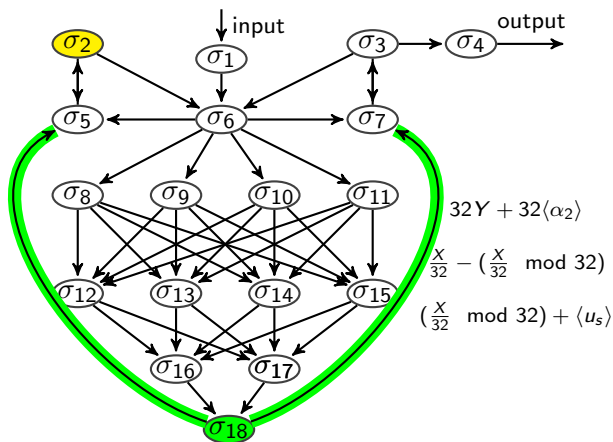 input
output
σ₂
σ₁
σ₃
σ₄
σ₅
σ₆
σ₇
σ₈
σ₉
σ₁₀
σ₁₁
32Y + 32⟨α₂⟩
X/32 − (X/32 mod 32)
σ₁₂
σ₁₃
σ₁₄
σ₁₅
(X/32 mod 32) + ⟨uₛ⟩
σ₁₆
σ₁₇
σ₁₈